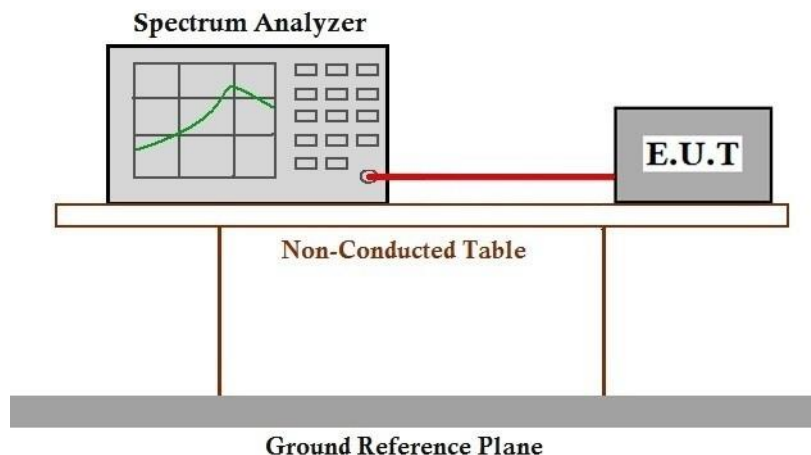 Spectrum Analyzer
E.U.T
Non-Conducted Table
Ground Reference Plane